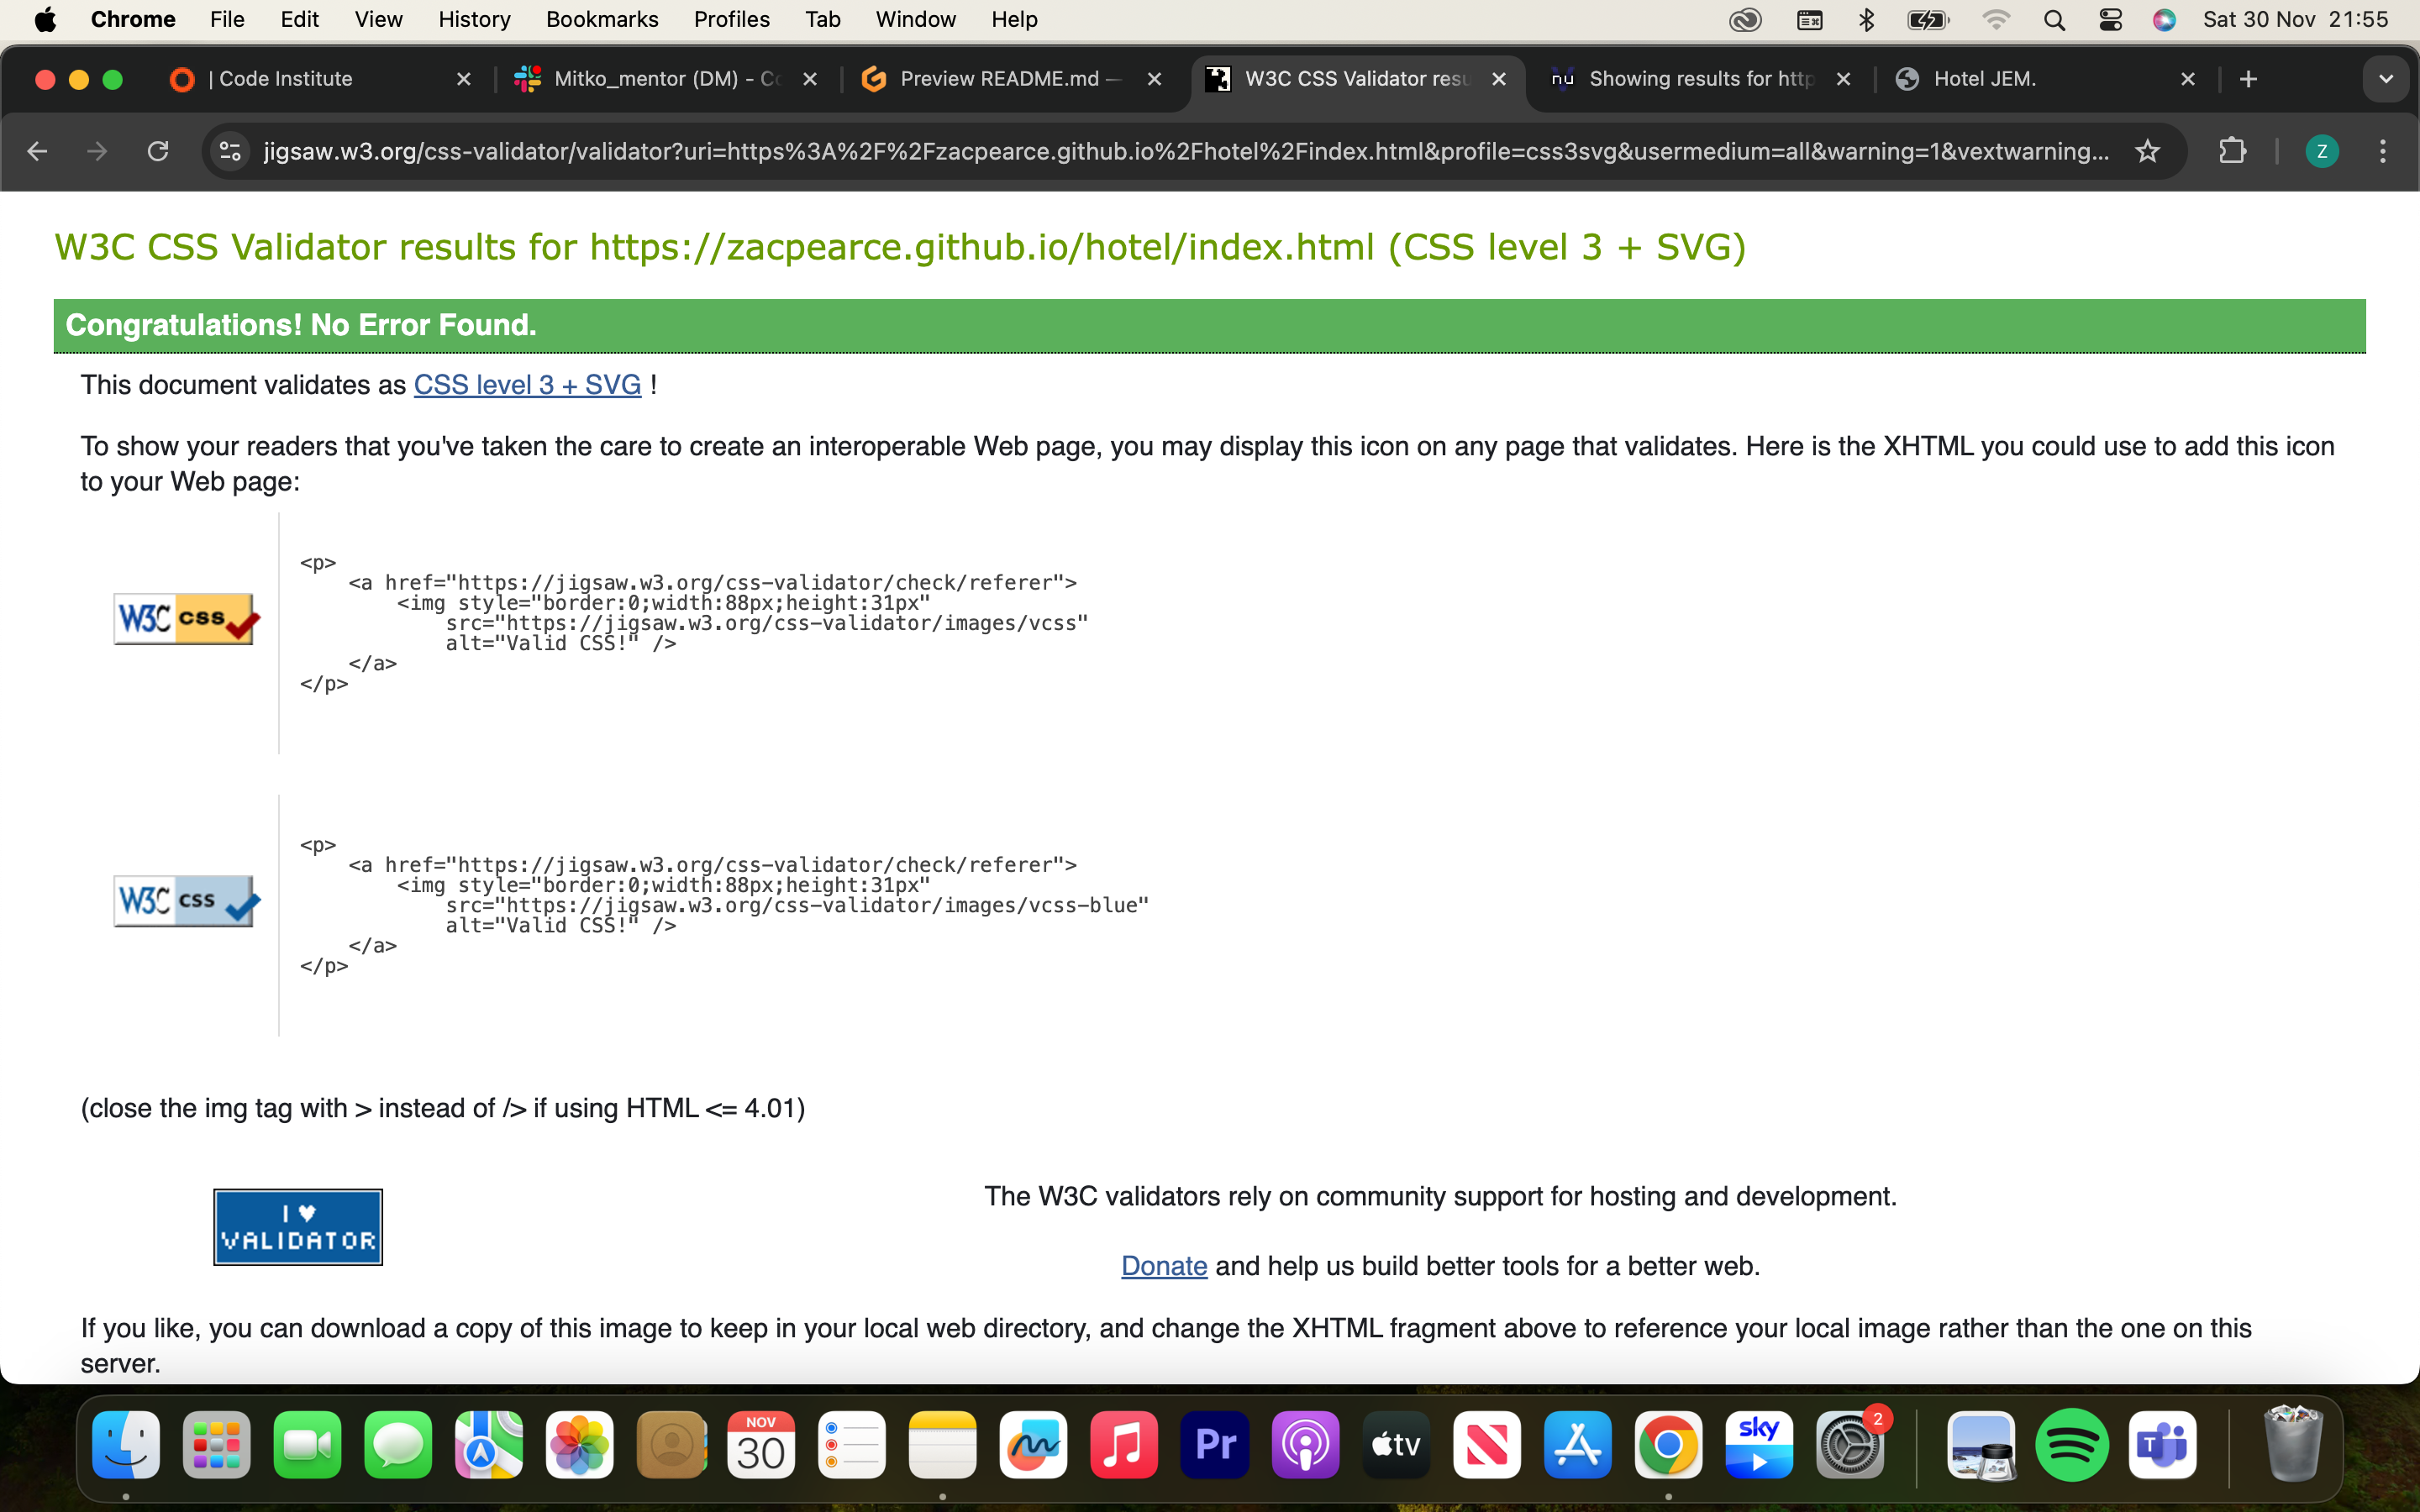 Chrome File Edit View History Bookmarks Profiles Tab Window Help Sat 30 Nov 21:55
| Code Institute Mitko_mentor (DM) - Co Preview README.md — W3C CSS Validator resu nu Showing results for http Hotel JEM.
jigsaw.w3.org/css-validator/validator?uri=https%3A%2F%2Fzacpearce.github.io%2Fhotel%2Findex.html&profile=css3svg&usermedium=all&warning=1&vextwarning... Z
W3C CSS Validator results for https://zacpearce.github.io/hotel/index.html (CSS level 3 + SVG)
Congratulations! No Error Found.
This document validates as CSS level 3 + SVG !
To show your readers that you've taken the care to create an interoperable Web page, you may display this icon on any page that validates. Here is the XHTML you could use to add this icon
to your Web page:
<p>
<a href="https://jigsaw.w3.org/css-validator/check/referer">
<img style="border:0;width:88px;height:31px"
W3C css
src="https://jigsaw.w3.org/css-validator/images/vcss"
alt="Valid CSS!" />
</a>
</p>
<p>
<a href="https://jigsaw.w3.org/css-validator/check/referer">
<img style="border:0;width:88px;height:31px"
W3C css
src="https://jigsaw.w3.org/css-validator/images/vcss-blue"
alt="Valid CSS!" />
</a>
</p>
(close the img tag with > instead of /> if using HTML <= 4.01)
I ♥
VALIDATOR
The W3C validators rely on community support for hosting and development.
Donate and help us build better tools for a better web.
If you like, you can download a copy of this image to keep in your local web directory, and change the XHTML fragment above to reference your local image rather than the one on this
server.
NOV
30
Pr
tv
sky
2
T